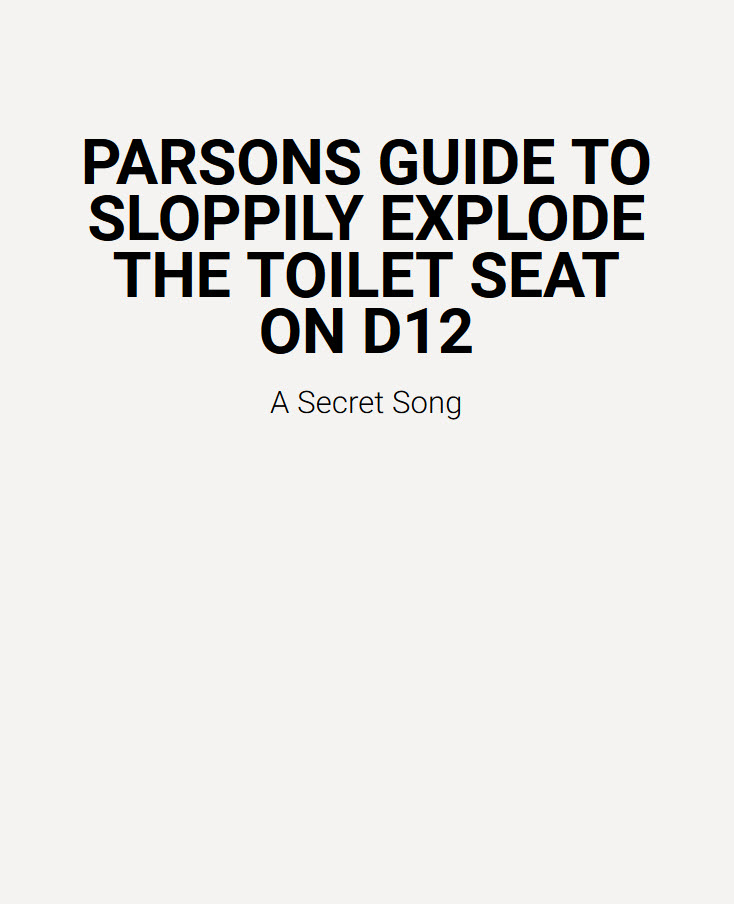 PARSONS GUIDE TO
SLOPPILY EXPLODE
THE TOILET SEAT
ON D12
A Secret Song